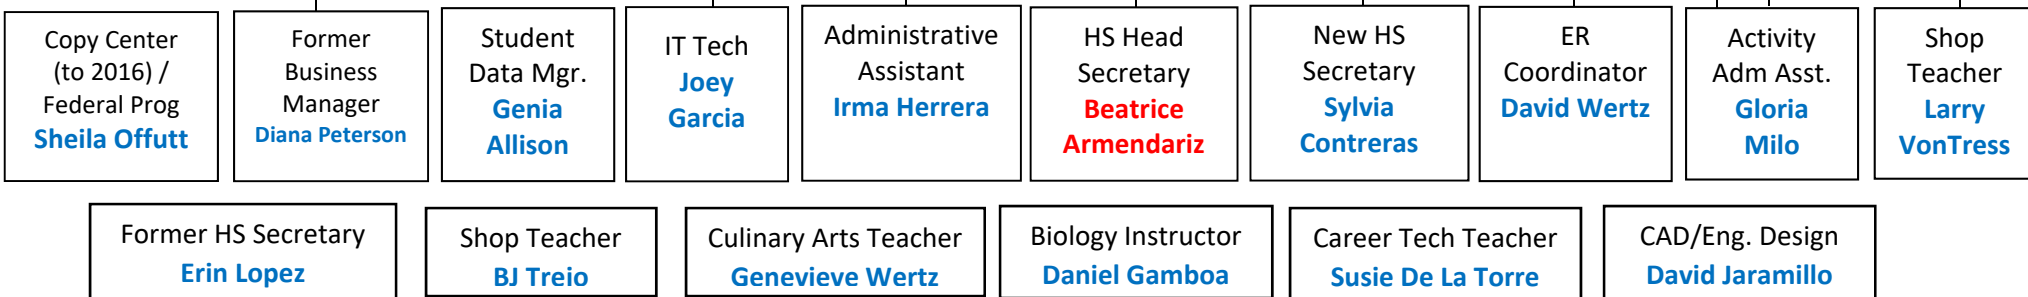 Copy Center
(to 2016) /
Federal Prog
Sheila Offutt
Former
Business
Manager
Diana Peterson
Student
Data Mgr.
Genia
Allison
IT Tech
Joey
Garcia
Administrative
Assistant
Irma Herrera
HS Head
Secretary
Beatrice
Armendariz
New HS
Secretary
Sylvia
Contreras
ER
Coordinator
David Wertz
Activity
Adm Asst.
Gloria
Milo
Shop
Teacher
Larry
VonTress
Former HS Secretary
Erin Lopez
Shop Teacher
BJ Treio
Culinary Arts Teacher
Genevieve Wertz
Biology Instructor
Daniel Gamboa
Career Tech Teacher
Susie De La Torre
CAD/Eng. Design
David Jaramillo